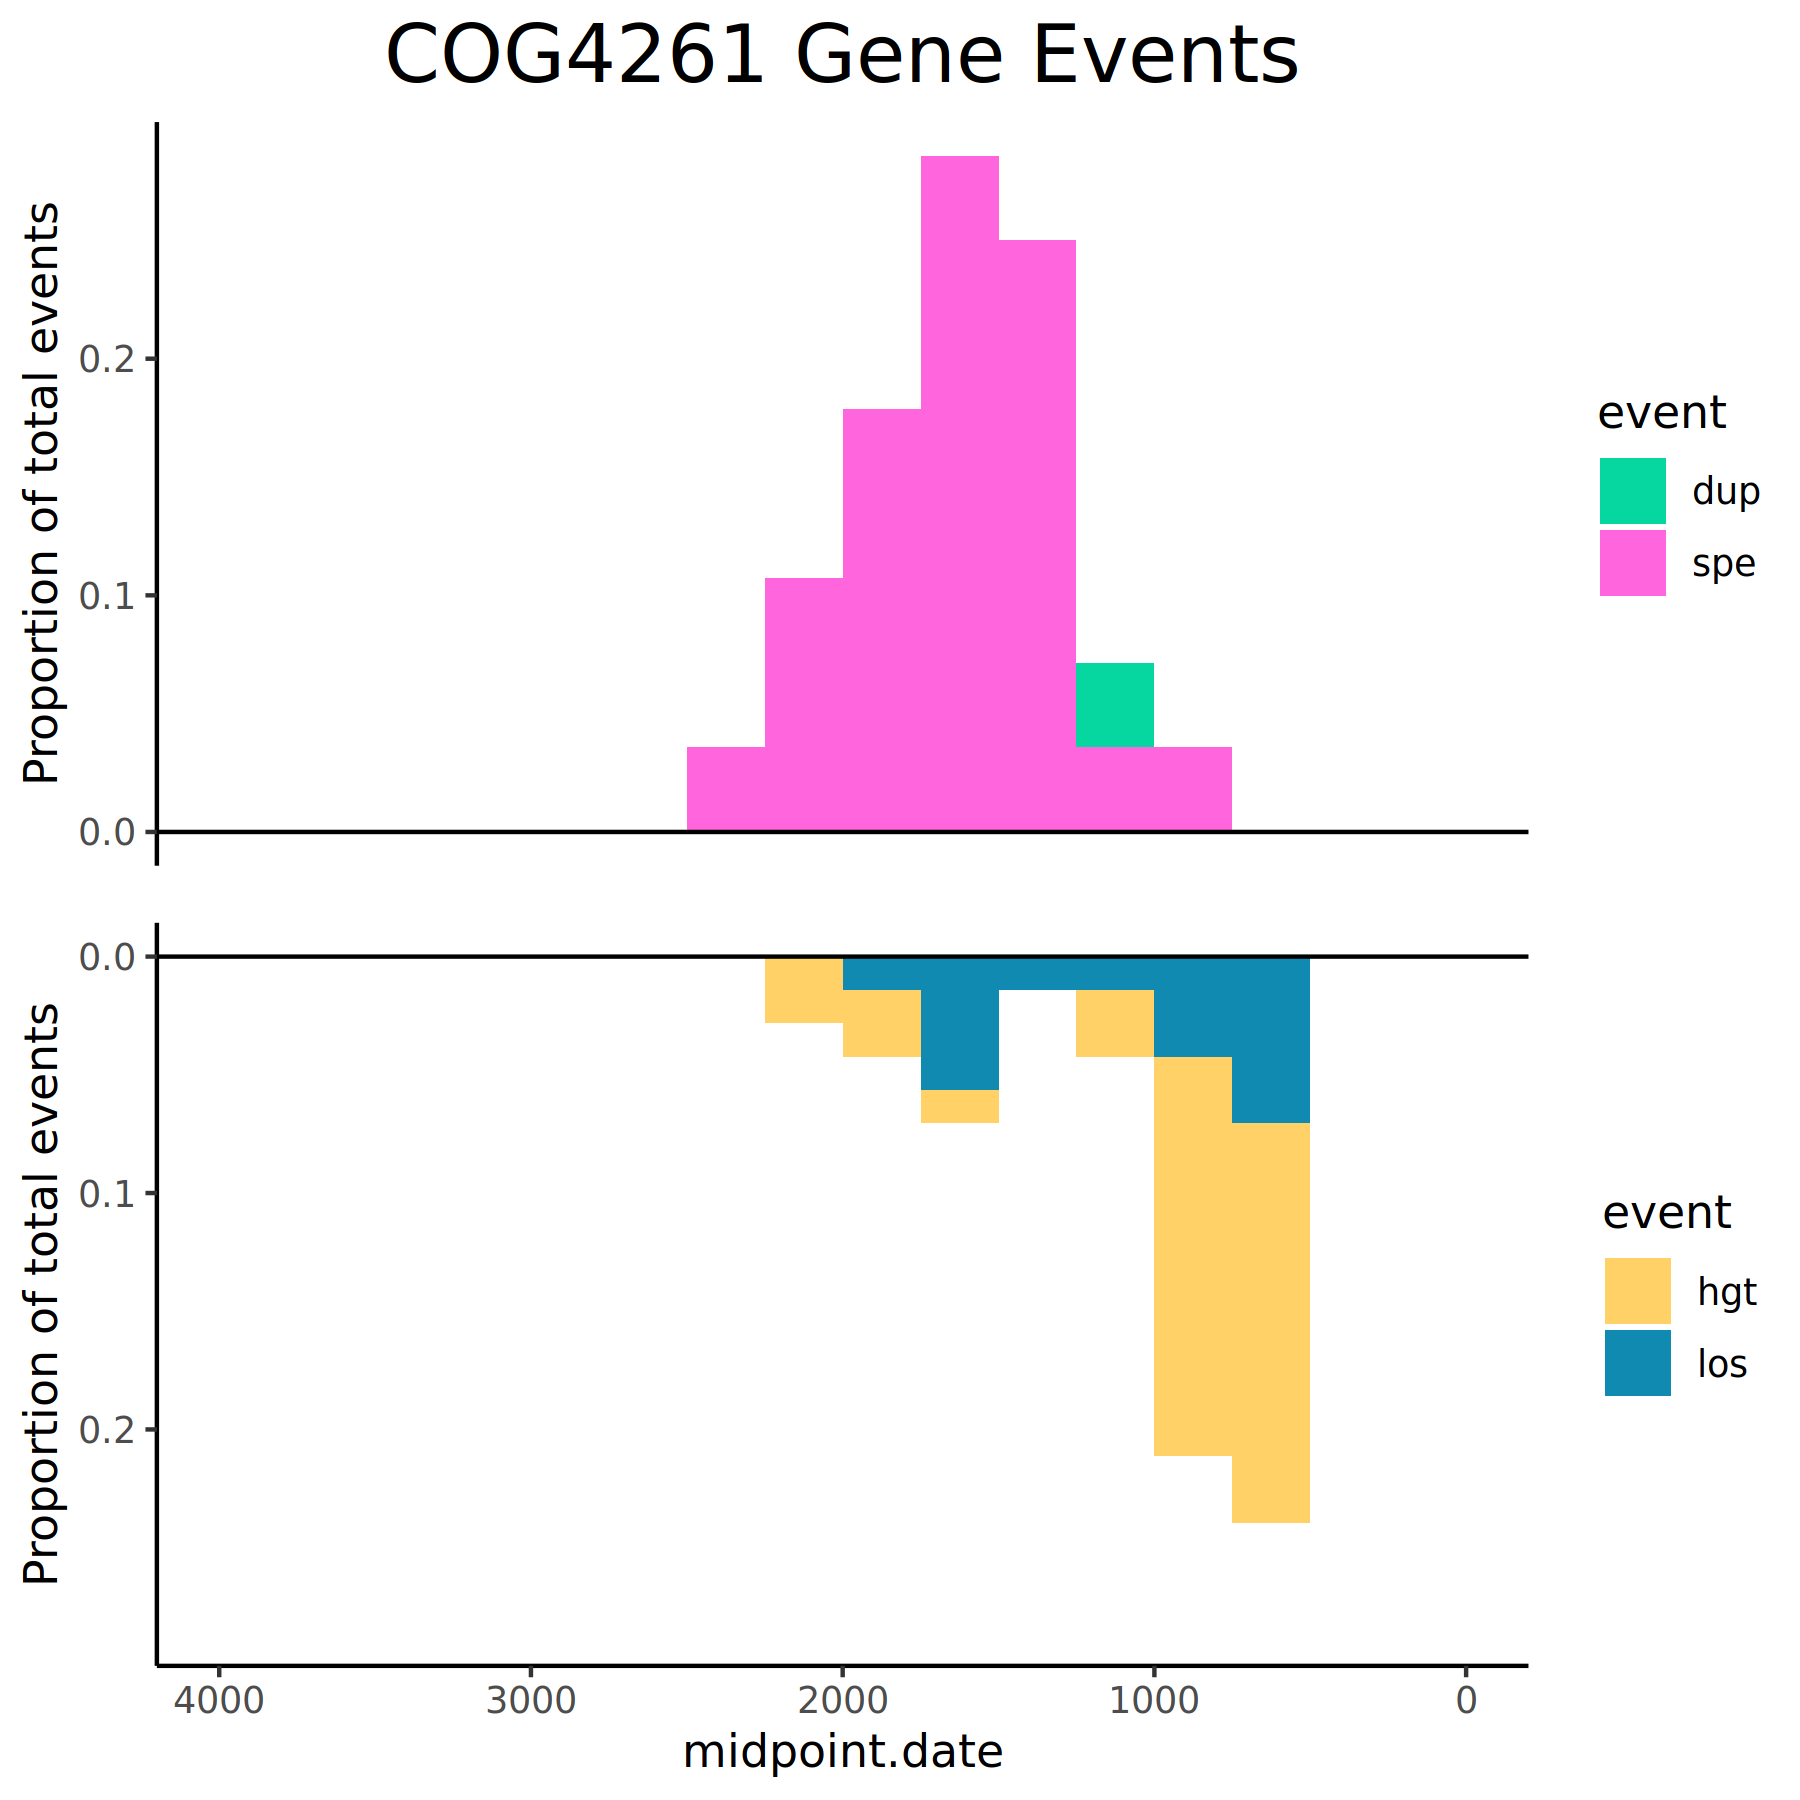 COG4261 Gene Events
Proportion of total events
0.2
0.1
0.0
event
dup
spe
Proportion of total events
0.0
0.1
0.2
event
hgt
los
4000 3000 2000 1000 0
midpoint.date